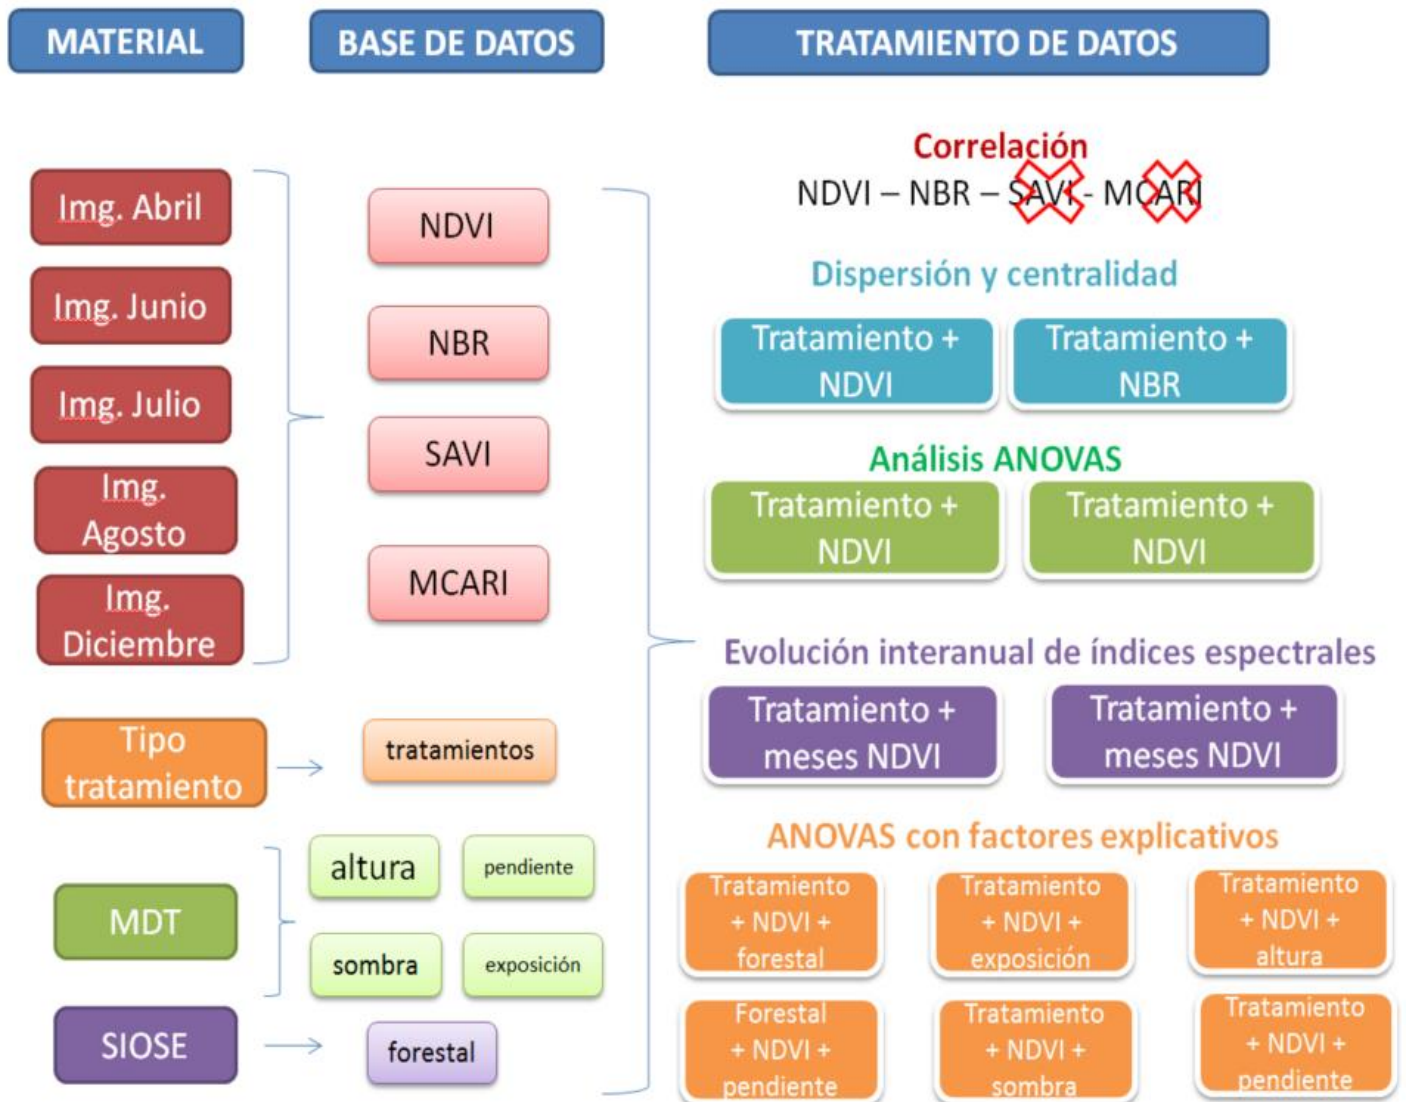 MATERIAL
BASE DE DATOS
TRATAMIENTO DE DATOS
Img. Abril
Img. Junio
Img. Julio
Img.
Agosto
Img.
Diciembre
Tipo
tratamiento
MDT
SIOSE
NDVI
NBR
SAVI
MCARI
tratamientos
altura
pendiente
sombra
exposición
forestal
Correlación
NDVI – NBR – SAVI - MCARI
Dispersión y centralidad
Tratamiento +
NDVI
Tratamiento +
NBR
Análisis ANOVAS
Tratamiento +
NDVI
Tratamiento +
NDVI
Evolución interanual de índices espectrales
Tratamiento +
meses NDVI
Tratamiento +
meses NDVI
ANOVAS con factores explicativos
Tratamiento
+ NDVI +
forestal
Tratamiento
+ NDVI +
exposición
Tratamiento
+ NDVI +
altura
Forestal
+ NDVI +
pendiente
Tratamiento
+ NDVI +
sombra
Tratamiento
+ NDVI +
pendiente